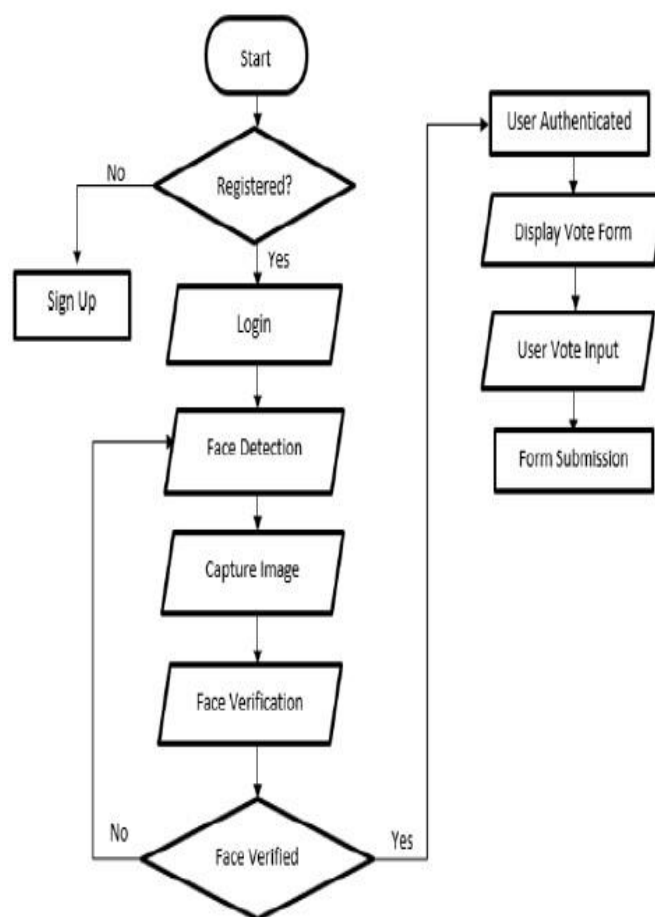 Start
Registered?
No
Yes
Sign Up
Login
Face Detection
Capture Image
Face Verification
Face Verified
No
Yes
User Authenticated
Display Vote Form
User Vote Input
Form Submission